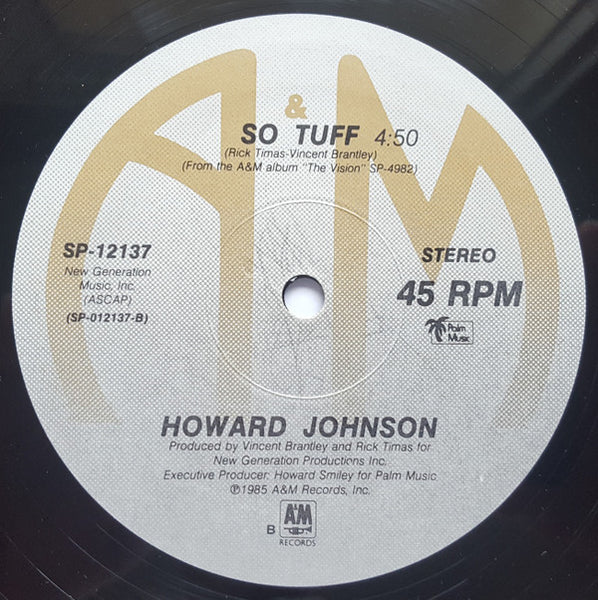 A & M
SO TUFF 4:50
(Rick Timas-Vincent Brantley)
(From the A&M album "The Vision" SP-4982)
SP-12137
New Generation
Music, Inc.
(ASCAP)
(SP-012137-B)
STEREO
45 RPM
Palm
Music
HOWARD JOHNSON
Produced by Vincent Brantley and Rick Timas for
New Generation Productions Inc.
Executive Producer: Howard Smiley for Palm Music
℗1985 A&M Records, Inc.
B
A&M
RECORDS